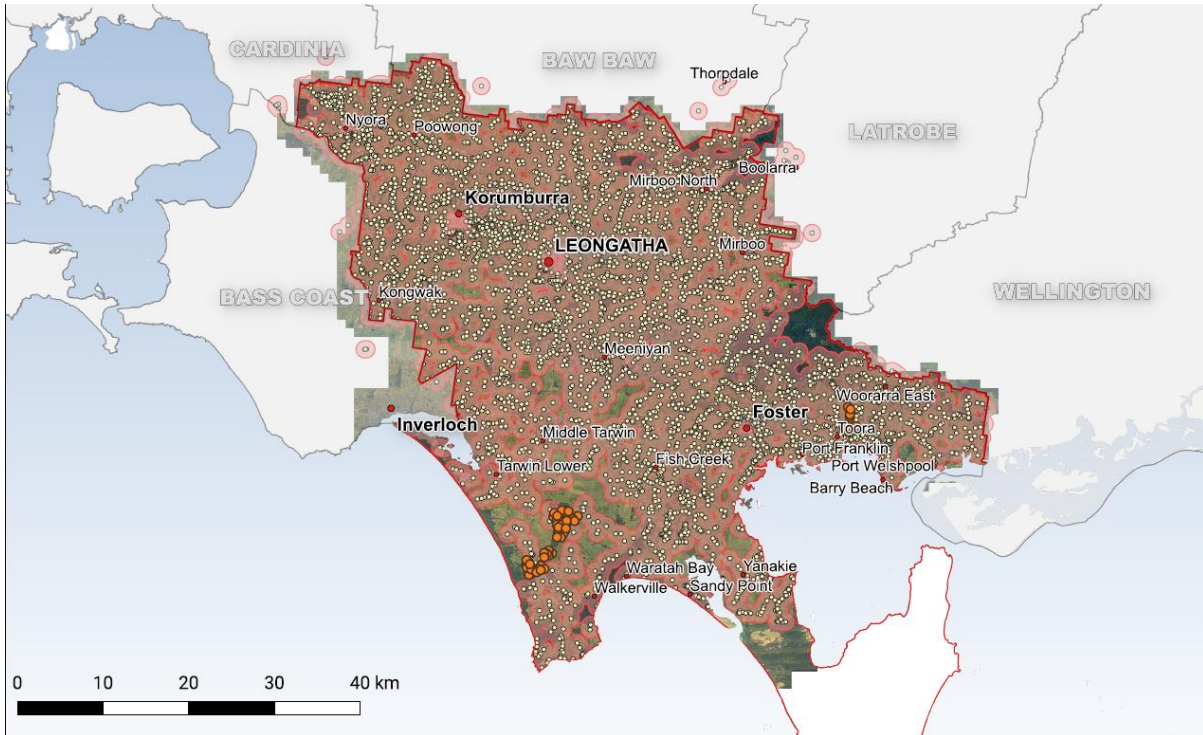 CARDINIA
BAW BAW
Thorpdale
LATROBE
Nyora
Poowong
Boolarra
Mirboo North
Korumburra
LEONGATHA
Mirboo
BASS COAST
Kongwak
WELLINGTON
Meeniyan
Woorarra East
Inverloch
Foster
Toora
Middle Tarwin
Port Franklin
Tarwin Lower
Fish Creek
Port Welshpool
Barry Beach
Waratah Bay
Yanakie
Walkerville
Sandy Point
0 10 20 30 40 km